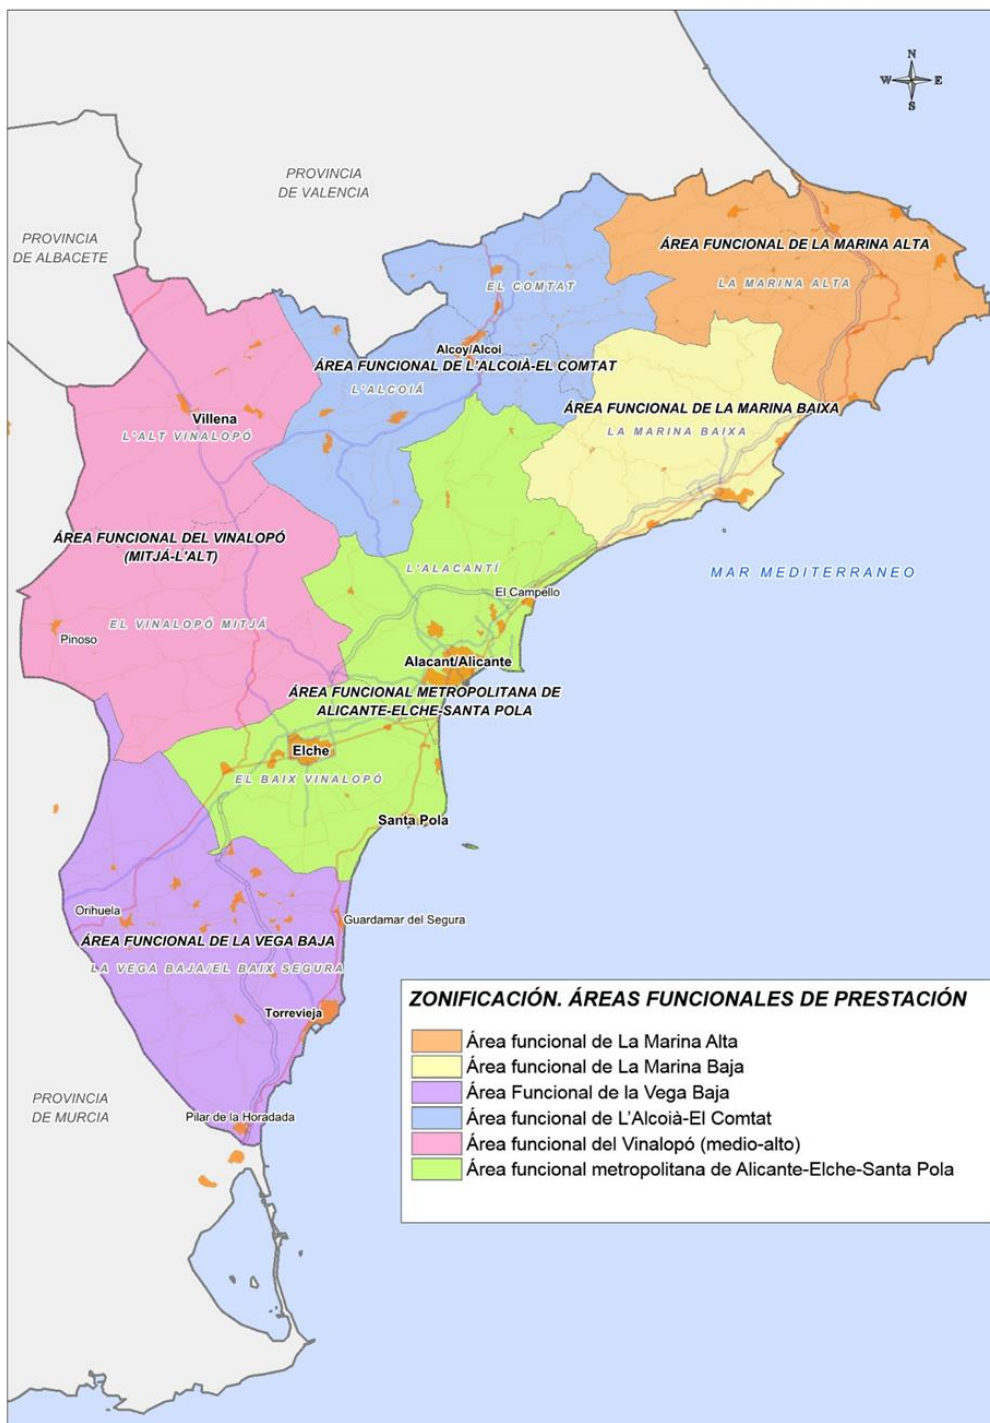 N
W E
S
PROVINCIA
DE VALENCIA
PROVINCIA
DE ALBACETE
ÁREA FUNCIONAL DE LA MARINA ALTA
LA MARINA ALTA
EL COMTAT
Alcoy/Alcoi
ÁREA FUNCIONAL DE L'ALCOIÀ-EL COMTAT
L'ALCOIÁ
ÁREA FUNCIONAL DE LA MARINA BAIXA
LA MARINA BAIXA
Villena
L'ALT VINALOPÓ
ÁREA FUNCIONAL DEL VINALOPÓ
(MITJÁ-L'ALT)
L'ALACANTÍ
MAR MEDITERRANEO
El Campello
EL VINALOPÓ MITJÁ
Pinoso
Alacant/Alicante
ÁREA FUNCIONAL METROPOLITANA DE
ALICANTE-ELCHE-SANTA POLA
Elche
EL BAIX VINALOPÓ
Santa Pola
Orihuela
Guardamar del Segura
ÁREA FUNCIONAL DE LA VEGA BAJA
LA VEGA BAJA/EL BAIX SEGURA
Torrevieja
PROVINCIA
DE MURCIA
Pilar de la Horadada
ZONIFICACIÓN. ÁREAS FUNCIONALES DE PRESTACIÓN
Área funcional de La Marina Alta
Área funcional de La Marina Baja
Área Funcional de la Vega Baja
Área funcional de L'Alcoià-El Comtat
Área funcional del Vinalopó (medio-alto)
Área funcional metropolitana de Alicante-Elche-Santa Pola